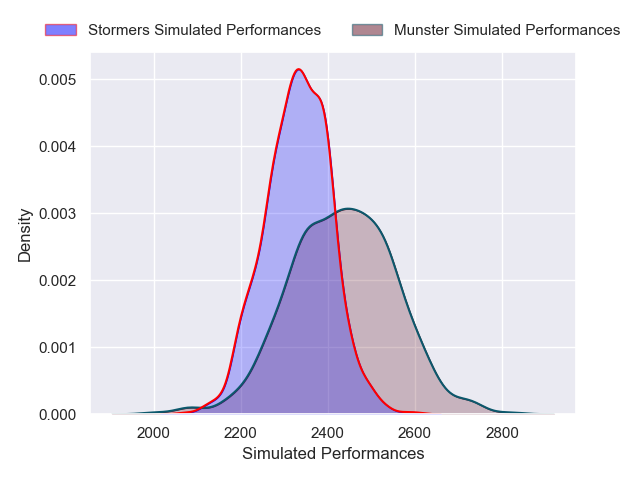 Stormers Simulated Performances Munster Simulated Performances
0.005
0.004
0.003
0.002
0.001
0.000
Density
2000 2200 2400 2600 2800
Simulated Performances